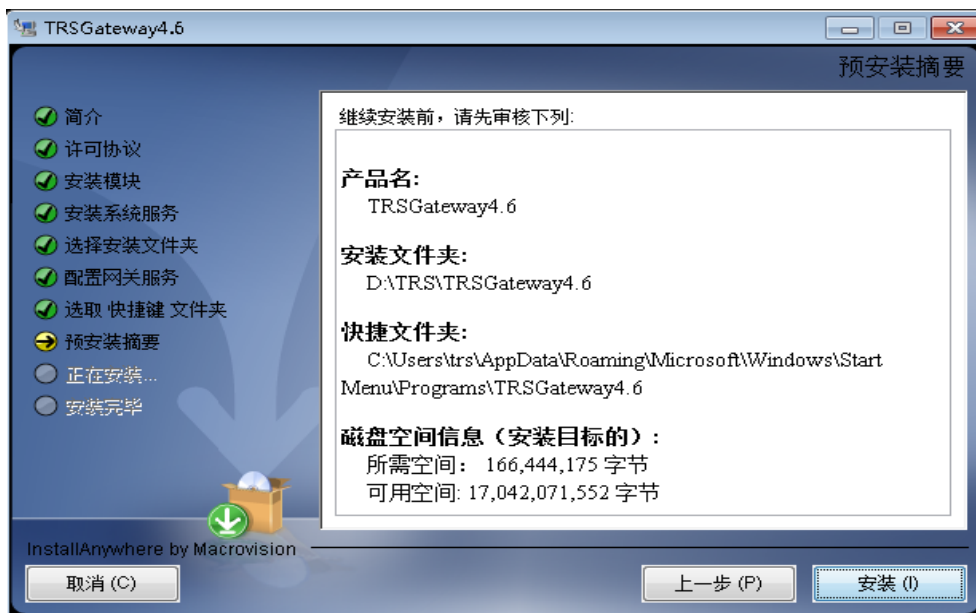 TRSGateway4.6
预安装摘要
简介
许可协议
安装模块
安装系统服务
选择安装文件夹
配置网关服务
选取 快捷键 文件夹
预安装摘要
正在安装...
安装完毕
继续安装前，请先审核下列:
产品名:
TRSGateway4.6
安装文件夹:
D:\TRS\TRSGateway4.6
快捷文件夹:
C:\Users\trs\AppData\Roaming\Microsoft\Windows\Start
Menu\Programs\TRSGateway4.6
磁盘空间信息（安装目标的）:
所需空间： 166,444,175 字节
可用空间: 17,042,071,552 字节
InstallAnywhere by Macrovision
取消 (C)
上一步 (P)
安装 (I)